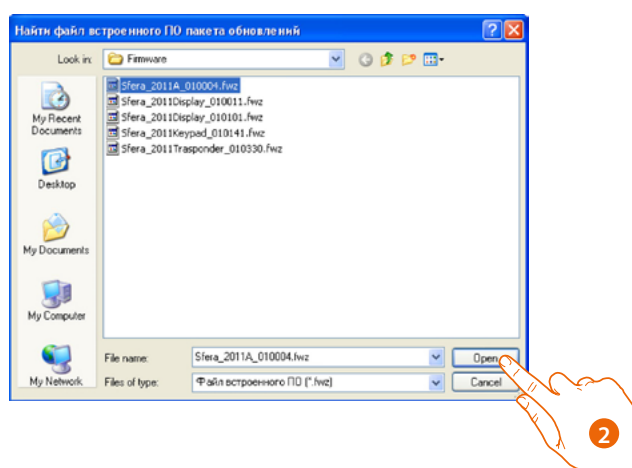 Найти файл встроенного ПО пакета обновлений
Look in:
Firmware
Sfera_2011A_010004.fwz
Sfera_2011Display_010011.fwz
Sfera_2011Display_010101.fwz
Sfera_2011Keypad_010141.fwz
Sfera_2011Trasponder_010330.fwz
My Recent
Documents
Desktop
My Documents
My Computer
My Network
File name:
Sfera_2011A_010004.fwz
Open
Files of type:
Файл встроенного ПО (*.fwz)
Cancel
2